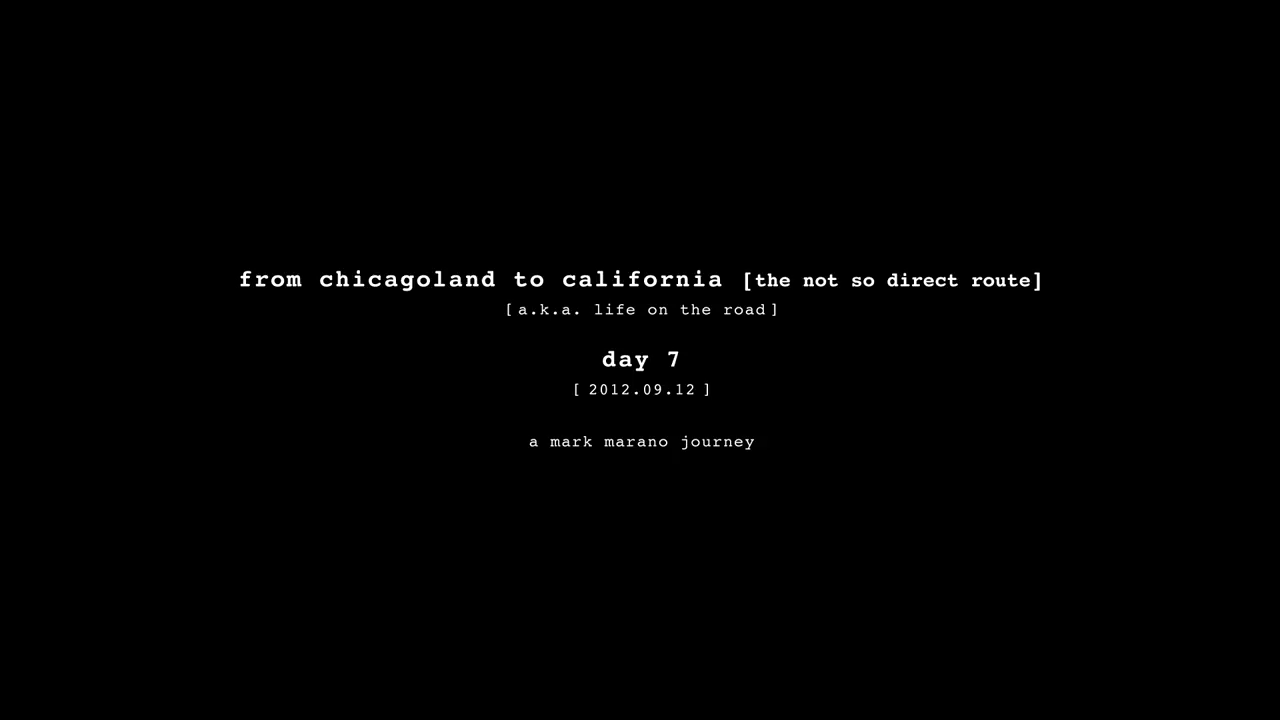 from chicagoland to california [the not so direct route]
[a.k.a. life on the road]
day 7
[ 2012.09.12 ]
a mark marano journey